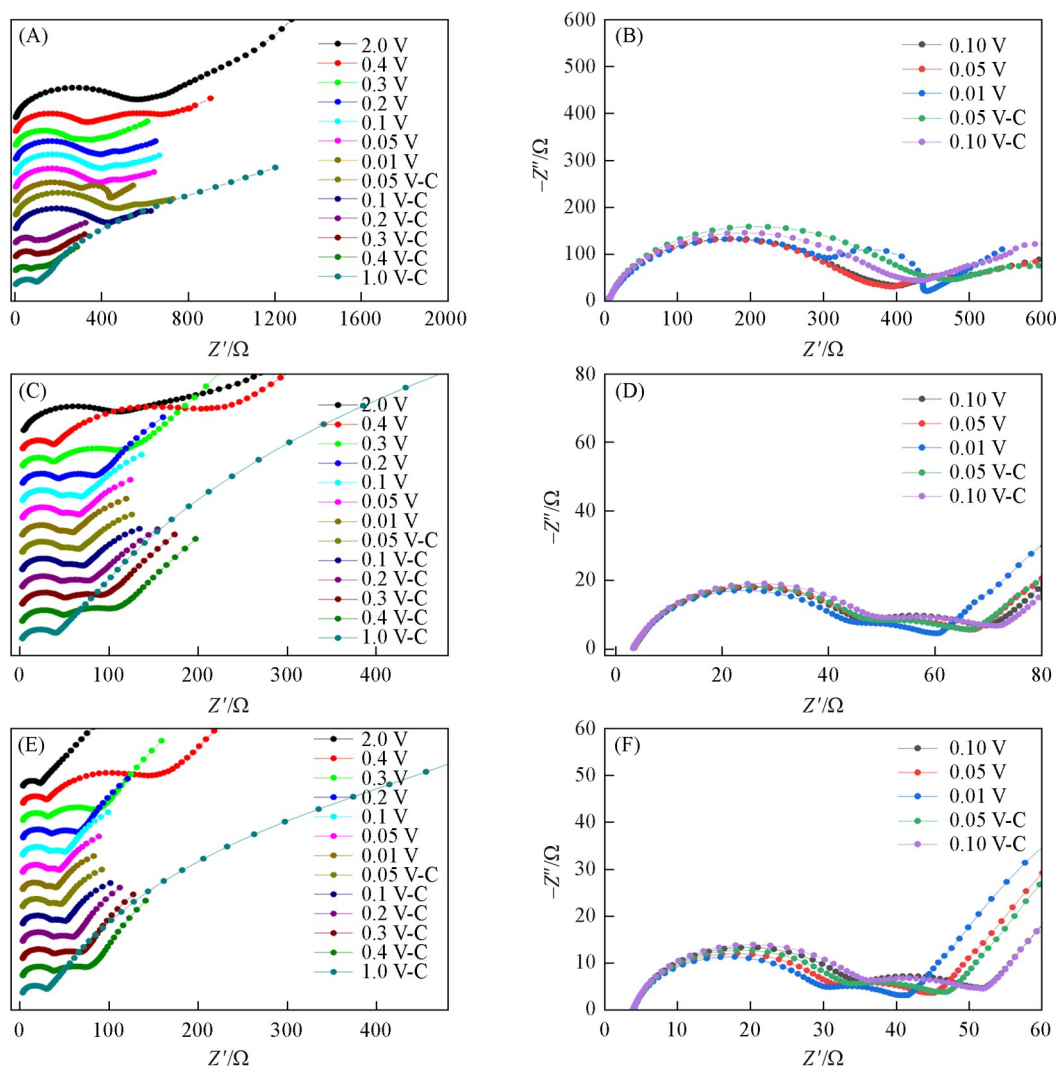 (A)
2.0 V
0.4 V
0.3 V
0.2 V
0.1 V
0.05 V
0.01 V
0.05 V-C
0.1 V-C
0.2 V-C
0.3 V-C
0.4 V-C
1.0 V-C
0 400 800 1200 1600 2000
Z′/Ω
(B)
0.10 V
0.05 V
0.01 V
0.05 V-C
0.10 V-C
600
500
400
300
200
100
0
−Z″/Ω
0 100 200 300 400 500 600
Z′/Ω
(C)
2.0 V
0.4 V
0.3 V
0.2 V
0.1 V
0.05 V
0.01 V
0.05 V-C
0.1 V-C
0.2 V-C
0.3 V-C
0.4 V-C
1.0 V-C
0 100 200 300 400
Z′/Ω
(D)
0.10 V
0.05 V
0.01 V
0.05 V-C
0.10 V-C
80
60
40
20
0
−Z″/Ω
0 20 40 60 80
Z′/Ω
(E)
2.0 V
0.4 V
0.3 V
0.2 V
0.1 V
0.05 V
0.01 V
0.05 V-C
0.1 V-C
0.2 V-C
0.3 V-C
0.4 V-C
1.0 V-C
0 100 200 300 400
Z′/Ω
(F)
0.10 V
0.05 V
0.01 V
0.05 V-C
0.10 V-C
60
50
40
30
20
10
0
−Z″/Ω
0 10 20 30 40 50 60
Z′/Ω